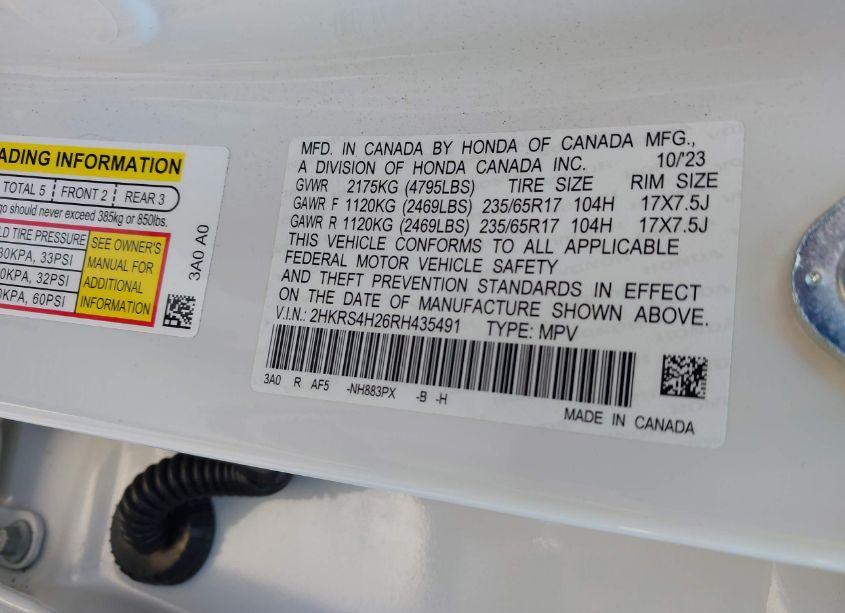 ADING INFORMATION
TOTAL 5 FRONT 2 REAR 3
go should never exceed 385kg or 850lbs.
LD TIRE PRESSURE
30KPA, 33PSI
0KPA, 32PSI
0KPA, 60PSI
SEE OWNER'S
MANUAL FOR
ADDITIONAL
INFORMATION
3A0 A0
MFD. IN CANADA BY HONDA OF CANADA MFG.,
A DIVISION OF HONDA CANADA INC. 10/'23
GVWR 2175KG (4795LBS) TIRE SIZE RIM SIZE
GAWR F 1120KG (2469LBS) 235/65R17 104H 17X7.5J
GAWR R 1120KG (2469LBS) 235/65R17 104H 17X7.5J
THIS VEHICLE CONFORMS TO ALL APPLICABLE
FEDERAL MOTOR VEHICLE SAFETY
AND THEFT PREVENTION STANDARDS IN EFFECT
ON THE DATE OF MANUFACTURE SHOWN ABOVE.
V.I.N.: 2HKRS4H26RH435491 TYPE: MPV
3A0 R AF5 -NH883PX -B -H
MADE IN CANADA